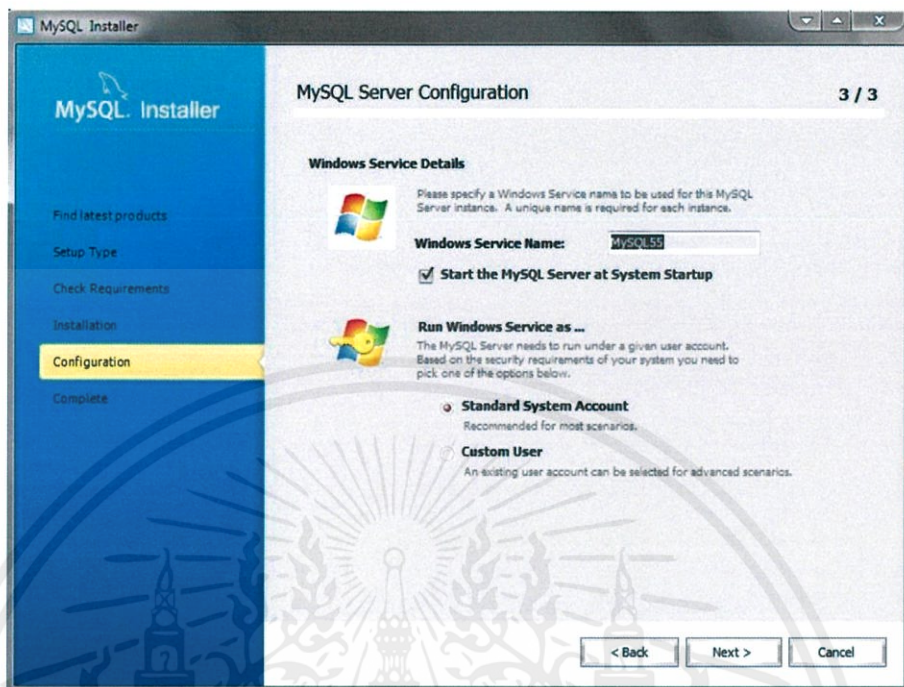 MySQL Installer
MySQL. Installer
Find latest products
Setup Type
Check Requirements
Installation
Configuration
Complete
MySQL Server Configuration
3 / 3
Windows Service Details
Please specify a Windows Service name to be used for this MySQL
Server instance. A unique name is required for each instance.
Windows Service Name: MySQL55
Start the MySQL Server at System Startup
Run Windows Service as ...
The MySQL Server needs to run under a given user account.
Based on the security requirements of your system you need to
pick one of the options below.
Standard System Account
Recommended for most scenarios.
Custom User
An existing user account can be selected for advanced scenarios.
< Back
Next >
Cancel